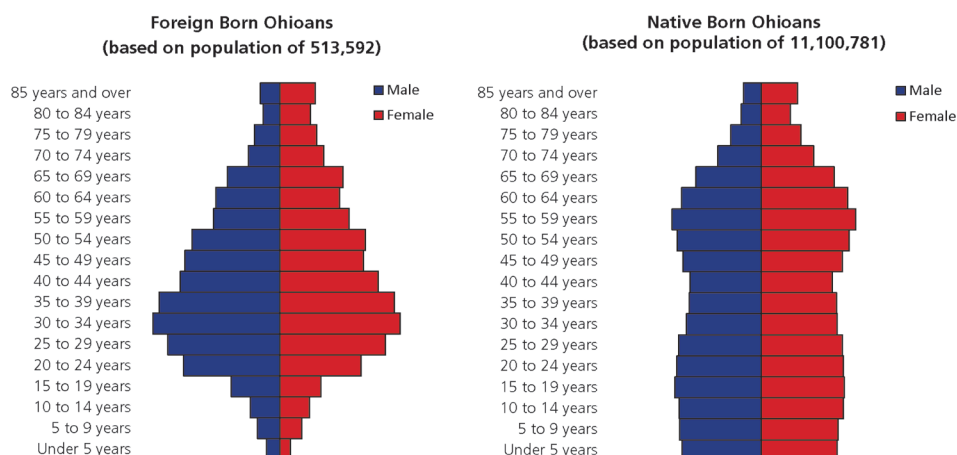 Foreign Born Ohioans
(based on population of 513,592)
85 years and over
80 to 84 years
75 to 79 years
70 to 74 years
65 to 69 years
60 to 64 years
55 to 59 years
50 to 54 years
45 to 49 years
40 to 44 years
35 to 39 years
30 to 34 years
25 to 29 years
20 to 24 years
15 to 19 years
10 to 14 years
5 to 9 years
Under 5 years
Male
Female
Native Born Ohioans
(based on population of 11,100,781)
85 years and over
80 to 84 years
75 to 79 years
70 to 74 years
65 to 69 years
60 to 64 years
55 to 59 years
50 to 54 years
45 to 49 years
40 to 44 years
35 to 39 years
30 to 34 years
25 to 29 years
20 to 24 years
15 to 19 years
10 to 14 years
5 to 9 years
Under 5 years
Male
Female